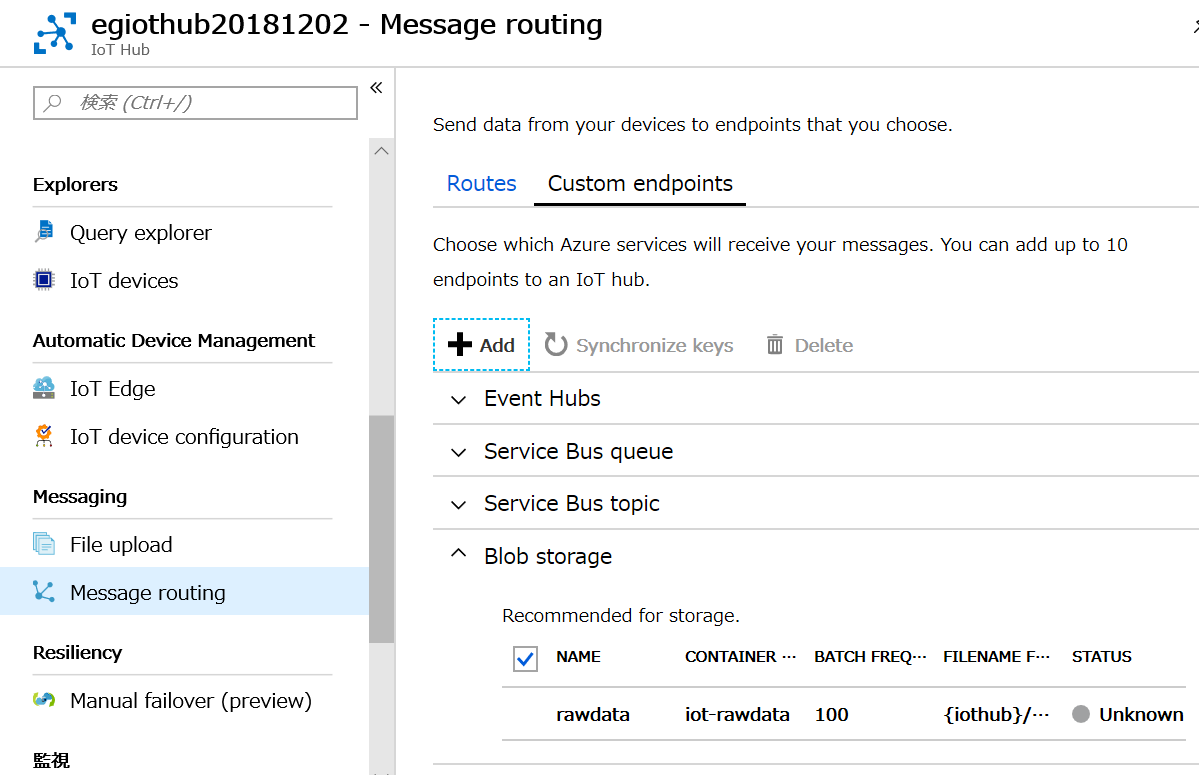 egiothub20181202 - Message routing
IoT Hub
検索 (Ctrl+/)
«
Explorers
Query explorer
IoT devices
Automatic Device Management
IoT Edge
IoT device configuration
Messaging
File upload
Message routing
Resiliency
Manual failover (preview)
監視
Send data from your devices to endpoints that you choose.
Routes
Custom endpoints
Choose which Azure services will receive your messages. You can add up to 10
endpoints to an IoT hub.
Add
Synchronize keys
Delete
Event Hubs
Service Bus queue
Service Bus topic
Blob storage
Recommended for storage.
NAME CONTAINER ··· BATCH FREQ··· FILENAME F··· STATUS
rawdata iot-rawdata 100 {iothub}/··· Unknown